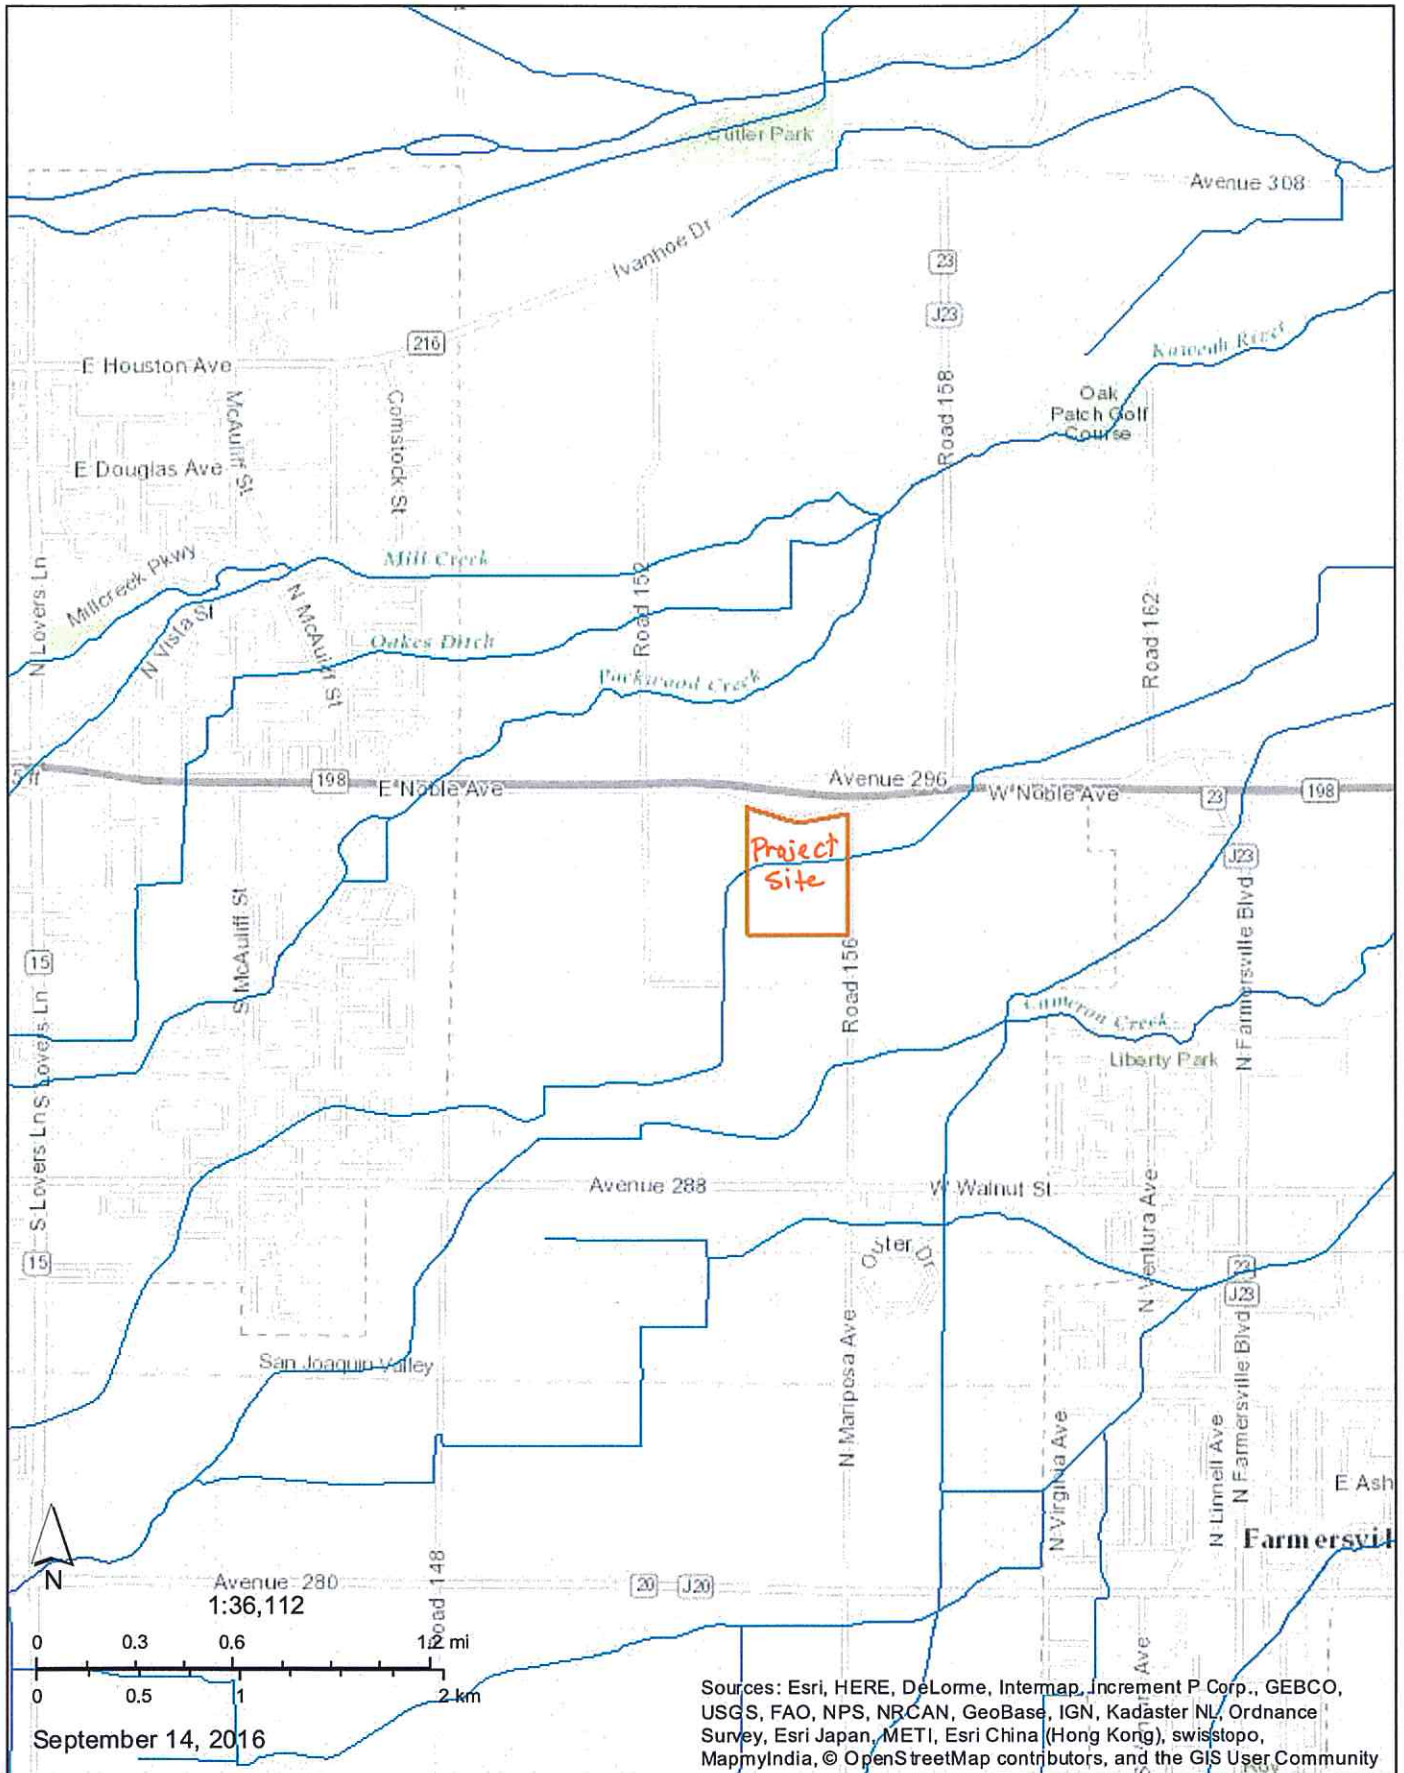 Cutler Park
Avenue 308
Ivanhoe Dr
23
J23
216
Kaweah River
E Houston Ave
Road 158
Oak
Patch Golf
Course
McAuliff St
Comstock St
E Douglas Ave
Mill Creek
Millcreek Pkwy
N Lovers Ln
Road 152
N Vista St
N McAuliff St
Oakes Ditch
Road 162
Packwood Creek
198
E Noble Ave
Avenue 296
W Noble Ave
23
198
Project
Site
J23
S McAuliff St
15
N Farmersville Blvd
Road 156
S Lovers Ln
Cameron Creek
Liberty Park
S Lovers Ln
Avenue 288
W Walnut St
N Ventura Ave
15
Oster Dr
23
J23
San Joaquin Valley
N Mariposa Ave
N Virginia Ave
N Linnell Ave
N Farmersville Blvd
E Ash
Farmersvil
N
Avenue 280
1:36,112
Road 148
20
J20
0 0.3 0.6 1.2 mi
0 0.5 1 2 km
September 14, 2016
Sources: Esri, HERE, DeLorme, Intermap, increment P Corp., GEBCO,
USGS, FAO, NPS, NRCAN, GeoBase, IGN, Kadaster NL, Ordnance
Survey, Esri Japan, METI, Esri China (Hong Kong), swisstopo,
MapmyIndia, © OpenStreetMap contributors, and the GIS User Community